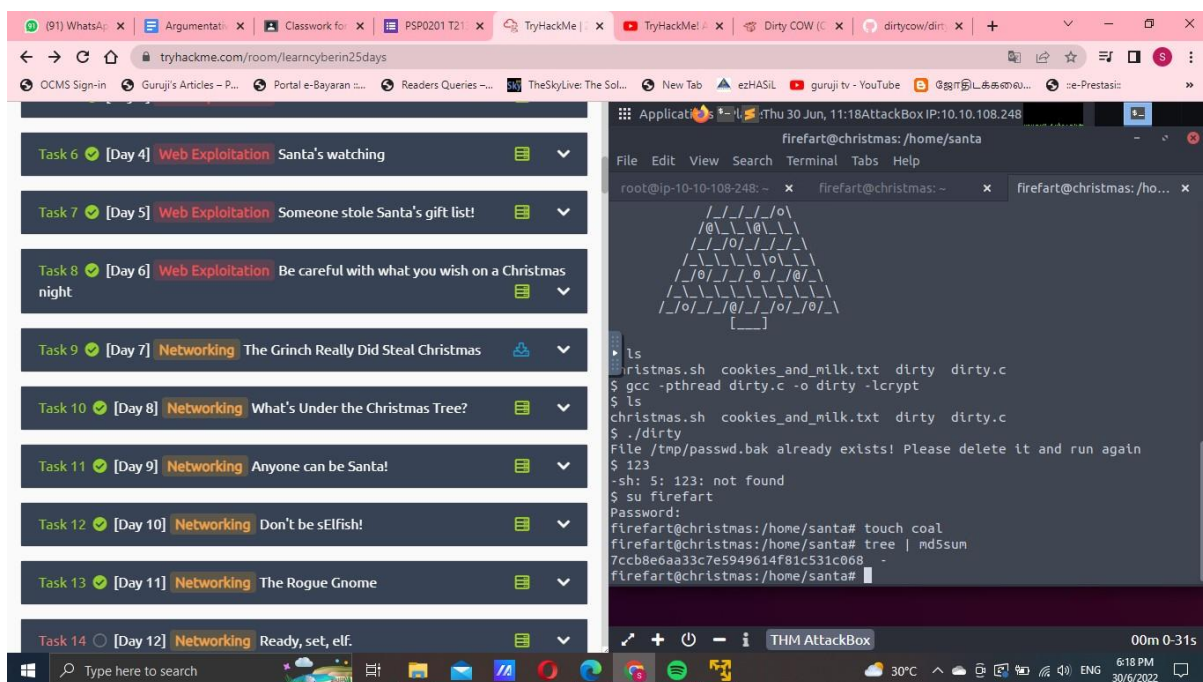 (91) WhatsAp
Argumentativ
Classwork for
PSP0201 T21
TryHackMe |
TryHackMe! A
Dirty COW (C
dirtycow/dirt
tryhackme.com/room/learncyberin25days
OCMS Sign-in
Guruji's Articles – P...
Portal e-Bayaran ::...
Readers Queries –...
TheSkyLive: The Sol...
New Tab
ezHASiL
guruji tv - YouTube
ஜோதிடக்கலை...
::e-Prestasi::
Task 6 [Day 4] Web Exploitation Santa's watching
Task 7 [Day 5] Web Exploitation Someone stole Santa's gift list!
Task 8 [Day 6] Web Exploitation Be careful with what you wish on a Christmas
night
Task 9 [Day 7] Networking The Grinch Really Did Steal Christmas
Task 10 [Day 8] Networking What's Under the Christmas Tree?
Task 11 [Day 9] Networking Anyone can be Santa!
Task 12 [Day 10] Networking Don't be sElfish!
Task 13 [Day 11] Networking The Rogue Gnome
Task 14 [Day 12] Networking Ready, set, elf.
Applicati Thu 30 Jun, 11:18 AttackBox IP:10.10.108.248
firefart@christmas: /home/santa
File Edit View Search Terminal Tabs Help
root@ip-10-10-108-248: ~
firefart@christmas: ~
firefart@christmas: /ho...
/_/_/_/_/o\
/@\_\_\@\_\_\
/_/_/O/_/_/_/_\
/_\_\_\_\_\o\_\_\
/_/0/_/_/_0_/_/@/_\
/_\_\_\_\_\_\_\_\_\_\
/_/o/_/_/@/_/_/o/_/0/_\
[___]
ls
hristmas.sh cookies_and_milk.txt dirty dirty.c
$ gcc -pthread dirty.c -o dirty -lcrypt
$ ls
christmas.sh cookies_and_milk.txt dirty dirty.c
$ ./dirty
File /tmp/passwd.bak already exists! Please delete it and run again
$ 123
-sh: 5: 123: not found
$ su firefart
Password:
firefart@christmas:/home/santa# touch coal
firefart@christmas:/home/santa# tree | md5sum
7ccb8e6aa33c7e5949614f81c531c068 -
firefart@christmas:/home/santa#
THM AttackBox
00m 0-31s
Type here to search
30°C
ENG
6:18 PM
30/6/2022